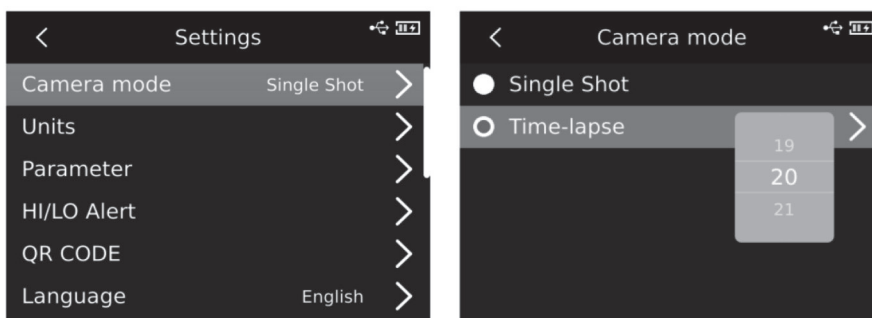 Settings
Camera mode Single Shot
Units
Parameter
HI/LO Alert
QR CODE
Language English
Camera mode
Single Shot
Time-lapse
19
20
21